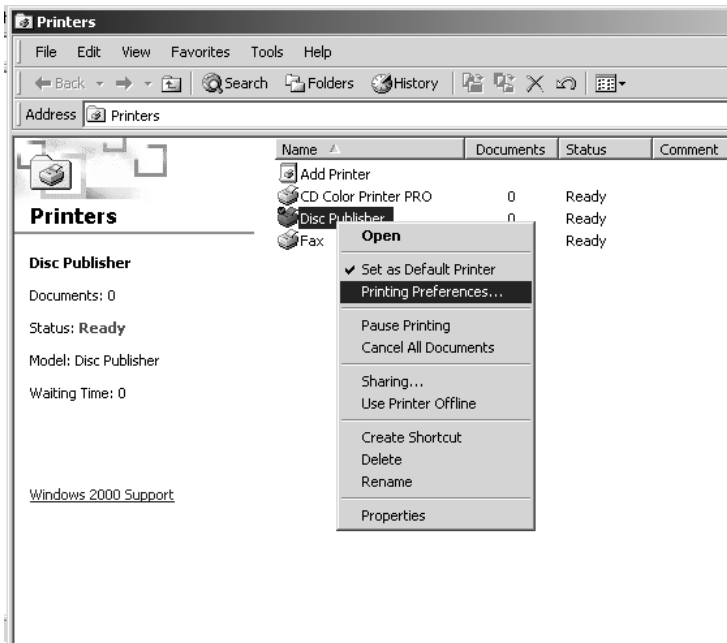 Printers
File Edit View Favorites Tools Help
Back Search Folders History
Address Printers
Printers
Disc Publisher
Documents: 0
Status: Ready
Model: Disc Publisher
Waiting Time: 0
Windows 2000 Support
Name Documents Status Comment
Add Printer
CD Color Printer PRO 0 Ready
Disc Publisher 0 Ready
Fax Ready
Open
Set as Default Printer
Printing Preferences...
Pause Printing
Cancel All Documents
Sharing...
Use Printer Offline
Create Shortcut
Delete
Rename
Properties